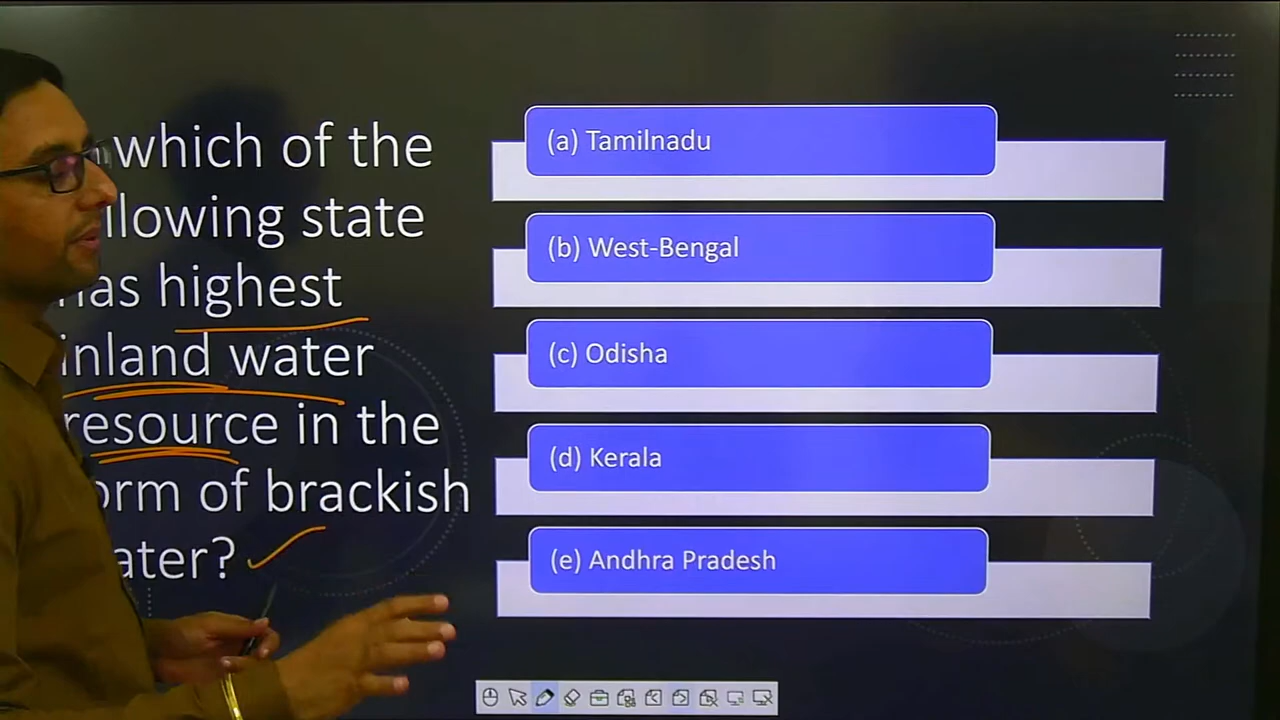 which of the
llowing state
has highest
inland water
resource in the
orm of brackish
ater?
(a) Tamilnadu
(b) West-Bengal
(c) Odisha
(d) Kerala
(e) Andhra Pradesh